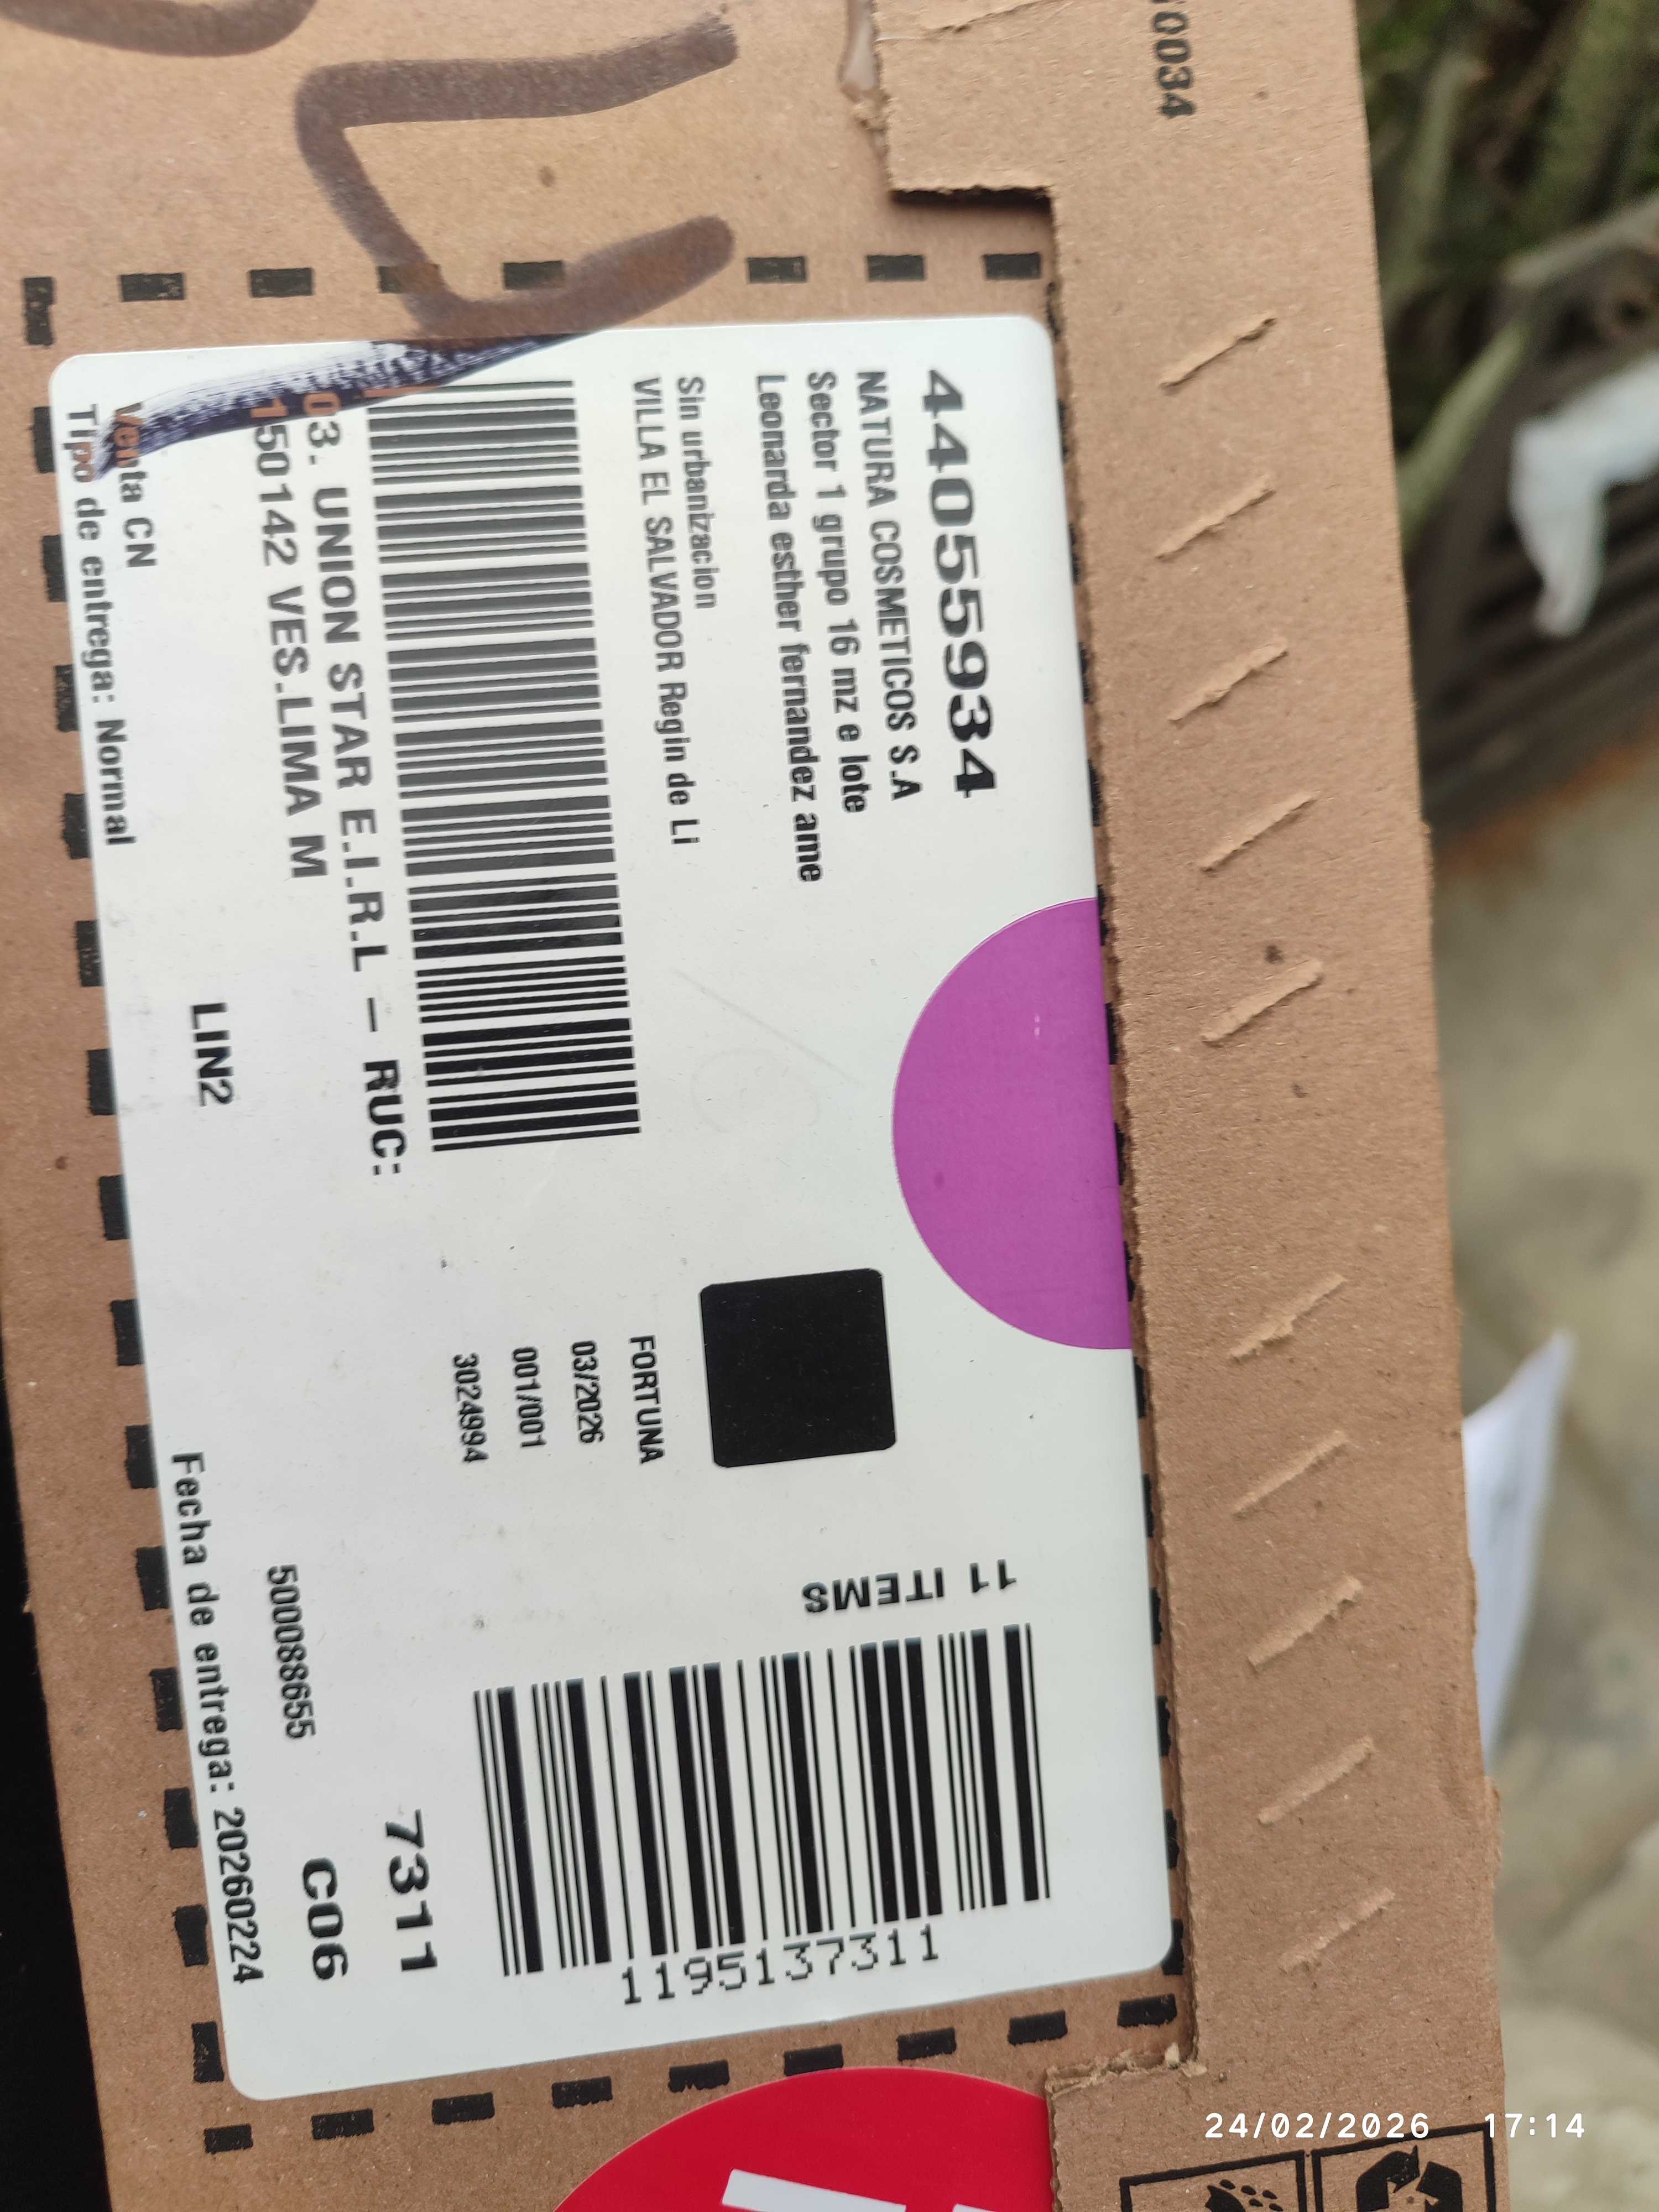 44055934
NATURA COSMETICOS S.A
Sector 1 grupo 16 mz e lote
Leonarda esther fernandez ame
Sin urbanizacion
VILLA EL SALVADOR Regin de Li
03. UNION STAR E.I.R.L - RUC:
150142 VES.LIMA M
LIN2
Venta CN
Tipo de entrega: Normal
FORTUNA
03/2026
001/001
3024994
11 ITEMS
1195137311
7311
C06
500088655
Fecha de entrega: 20260224
24/02/2026 17:14